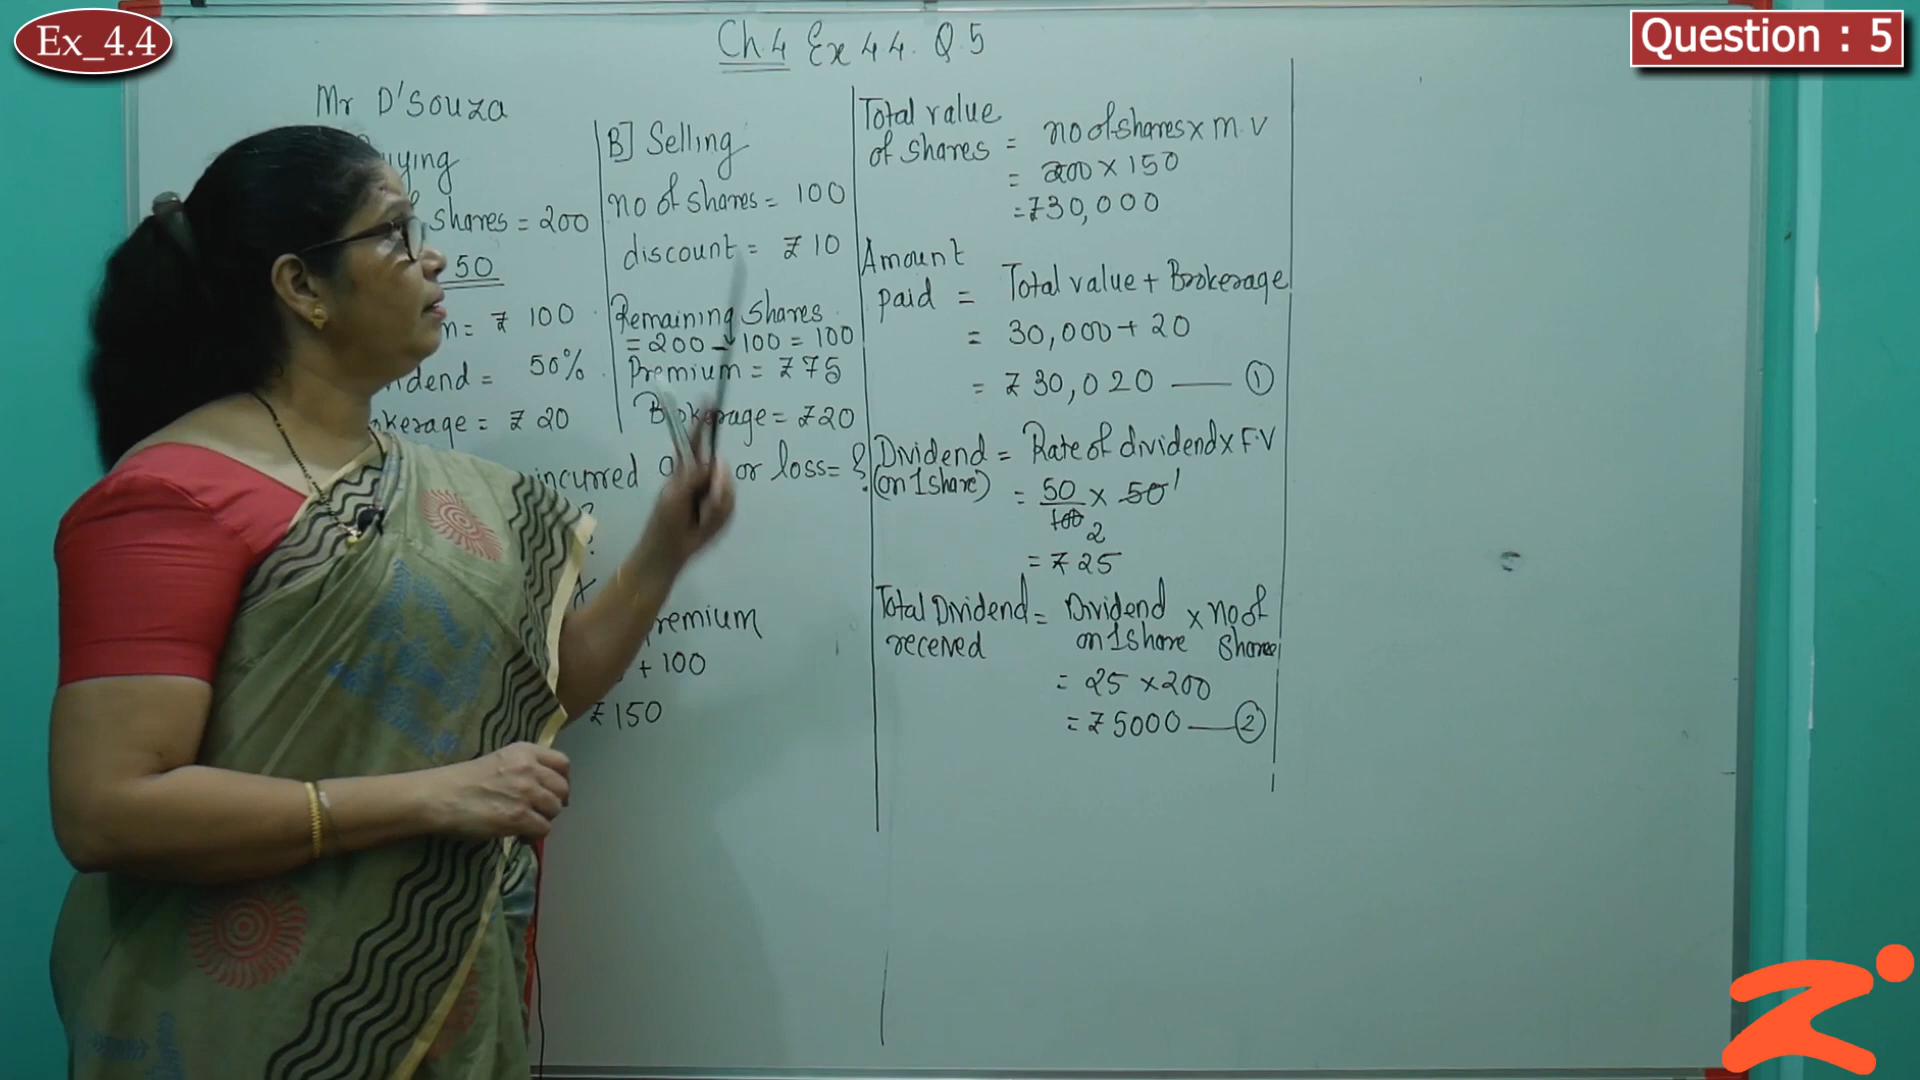 Ex_4.4
Question : 5
Ch.4 Ex 4.4. Q.5
Mr D'Souza
shares = 200
50
= ₹ 100
dend = 50%
kerage = ₹ 20
incurred or loss= ?
remium
+ 100
₹150
B] Selling
no of shares = 100
discount = ₹10
Remaining Shares
= 200 - 100 = 100
Premium = ₹75
Brokerage = ₹20
Total value
of shares = no of shares x M.V
= 200 x 150
= ₹30,000
Amount
paid = Total value + Brokerage
= 30,000 + 20
= ₹30,020 — ①
Dividend = Rate of dividend x F.V
(on 1 share)
= 50/100 x 50 1
2
= ₹25
Total Dividend = Dividend x no of
received on 1 share Shares
= 25 x 200
= ₹5000 — ②